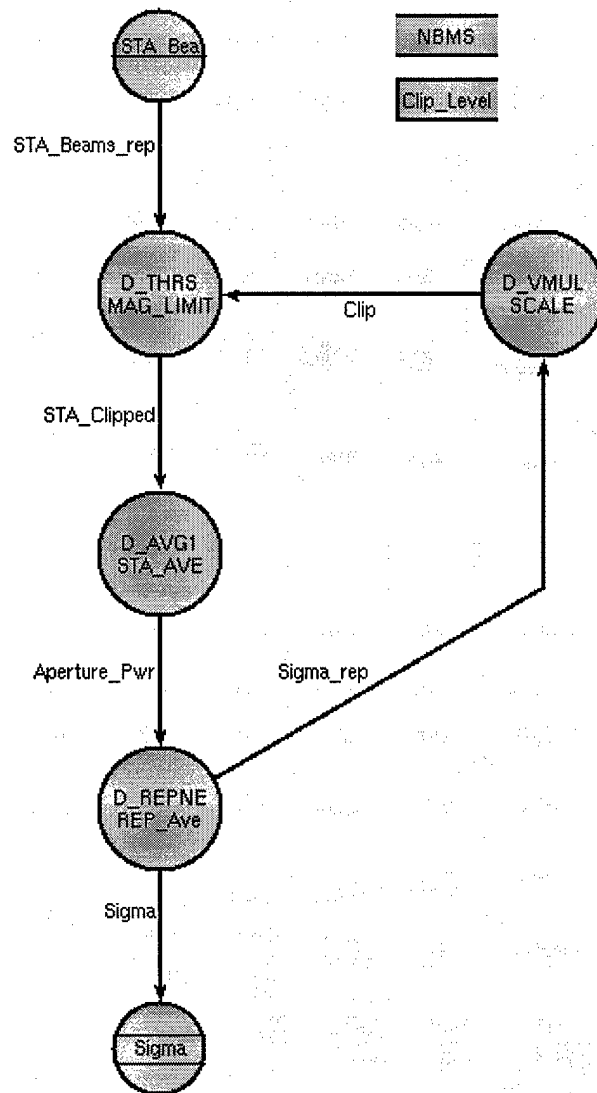 STA_Bea
NBMS
Clip_Level
STA_Beams_rep
D_THRS
MAG_LIMIT
Clip
D_VMUL
SCALE
STA_Clipped
D_AVG1
STA_AVE
Aperture_Pwr
Sigma_rep
D_REPNE
REP_Ave
Sigma
Sigma